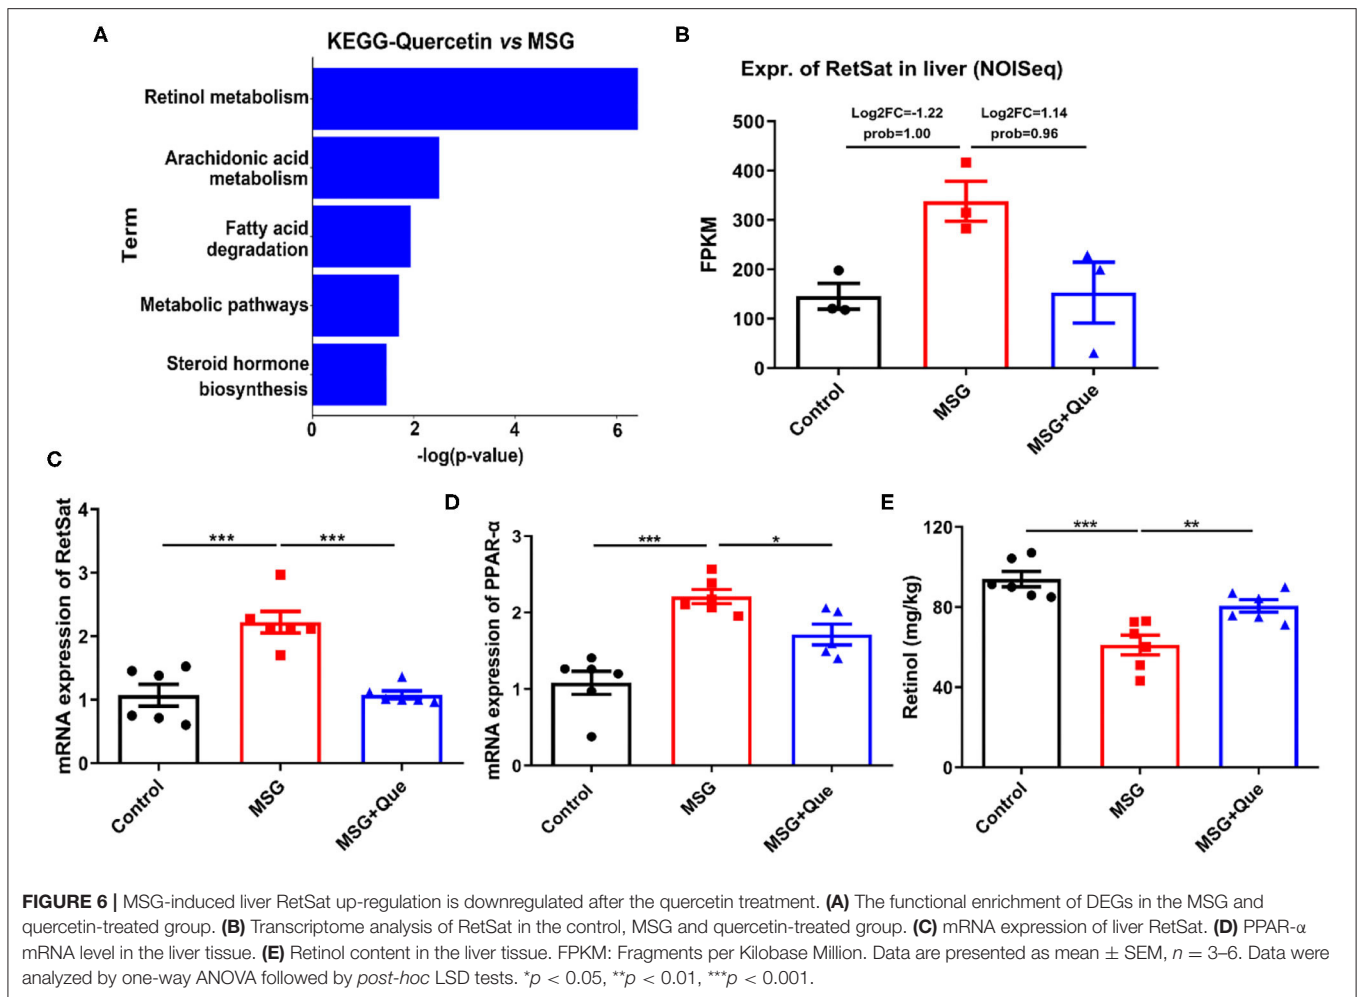 A
KEGG-Quercetin vs MSG
Term
Retinol metabolism
Arachidonic acid
metabolism
Fatty acid
degradation
Metabolic pathways
Steroid hormone
biosynthesis
0 2 4 6
-log(p-value)
B
Expr. of RetSat in liver (NOISeq)
Log2FC=-1.22 Log2FC=1.14
prob=1.00 prob=0.96
FPKM
500
400
300
200
100
0
Control MSG MSG+Que
C
mRNA expression of RetSat
*** ***
4
3
2
1
0
Control MSG MSG+Que
D
mRNA expression of PPAR-α
*** *
3
2
1
0
Control MSG MSG+Que
E
Retinol (mg/kg)
*** **
120
80
40
0
Control MSG MSG+Que
FIGURE 6 | MSG-induced liver RetSat up-regulation is downregulated after the quercetin treatment. (A) The functional enrichment of DEGs in the MSG and
quercetin-treated group. (B) Transcriptome analysis of RetSat in the control, MSG and quercetin-treated group. (C) mRNA expression of liver RetSat. (D) PPAR-α
mRNA level in the liver tissue. (E) Retinol content in the liver tissue. FPKM: Fragments per Kilobase Million. Data are presented as mean ± SEM, n = 3–6. Data were
analyzed by one-way ANOVA followed by post-hoc LSD tests. *p < 0.05, **p < 0.01, ***p < 0.001.